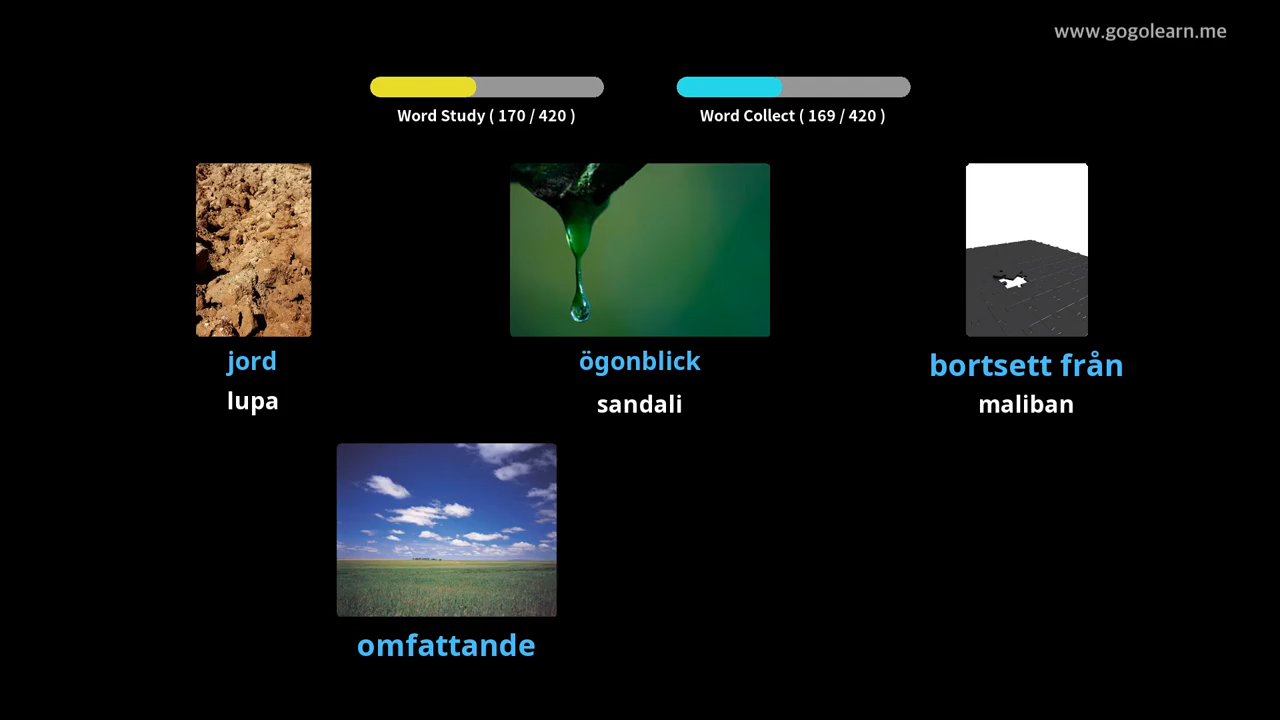 www.gogolearn.me
Word Study ( 170 / 420 )
Word Collect ( 169 / 420 )
jord
ögonblick
bortsett från
lupa
sandali
maliban
omfattande